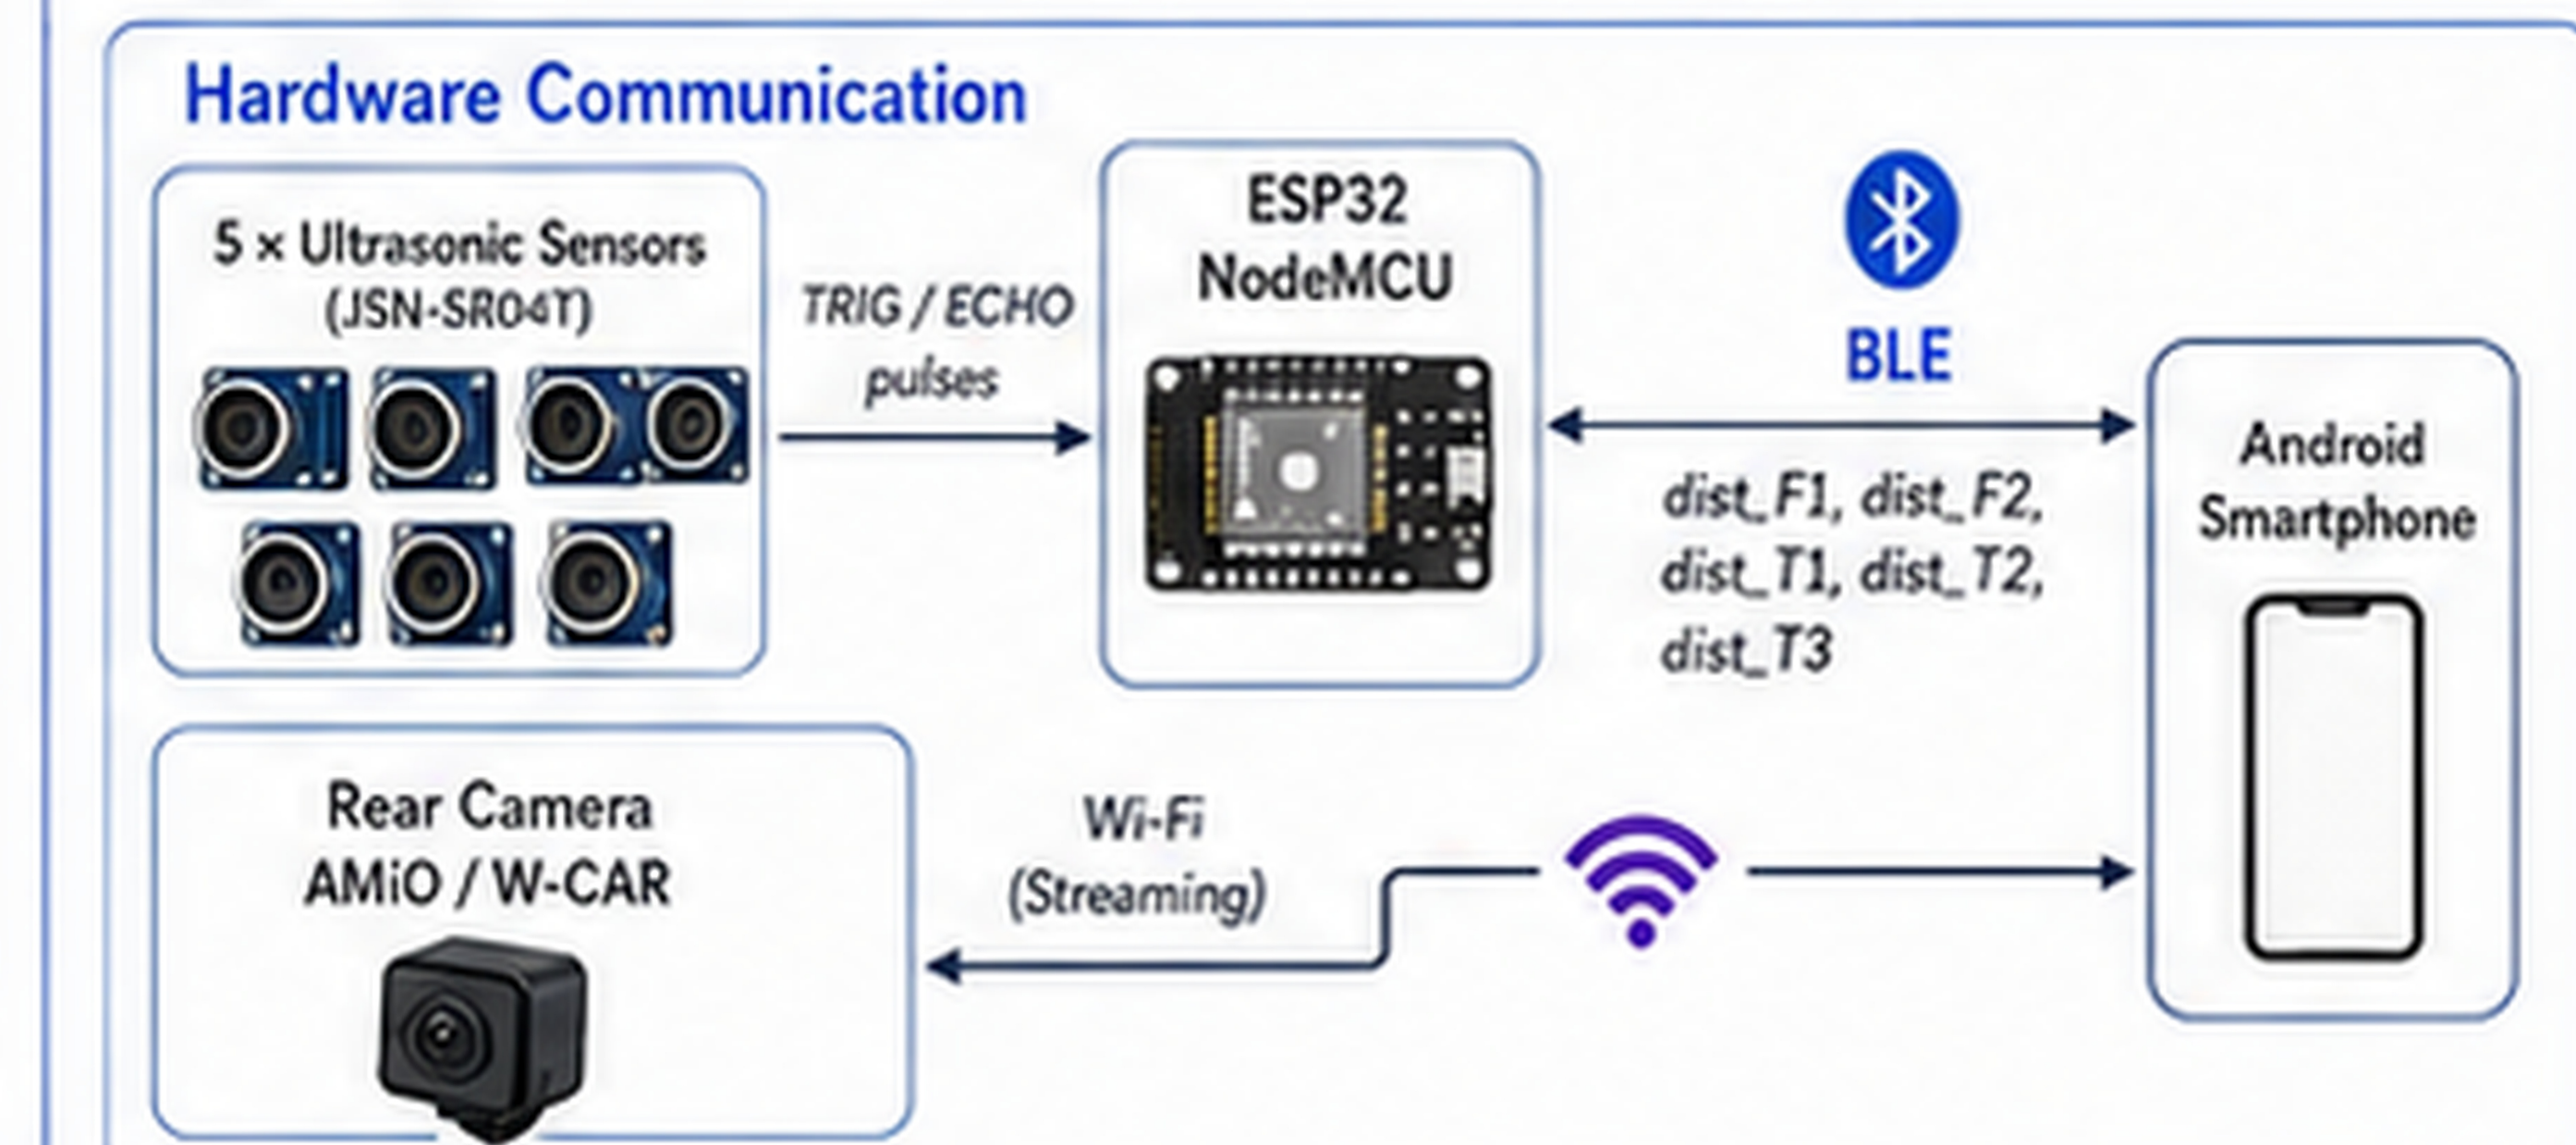 Hardware Communication
5 × Ultrasonic Sensors
(JSN-SR04T)
TRIG / ECHO
pulses
ESP32
NodeMCU
BLE
dist_F1, dist_F2,
dist_T1, dist_T2,
dist_T3
Android
Smartphone
Rear Camera
AMiO / W-CAR
Wi-Fi
(Streaming)